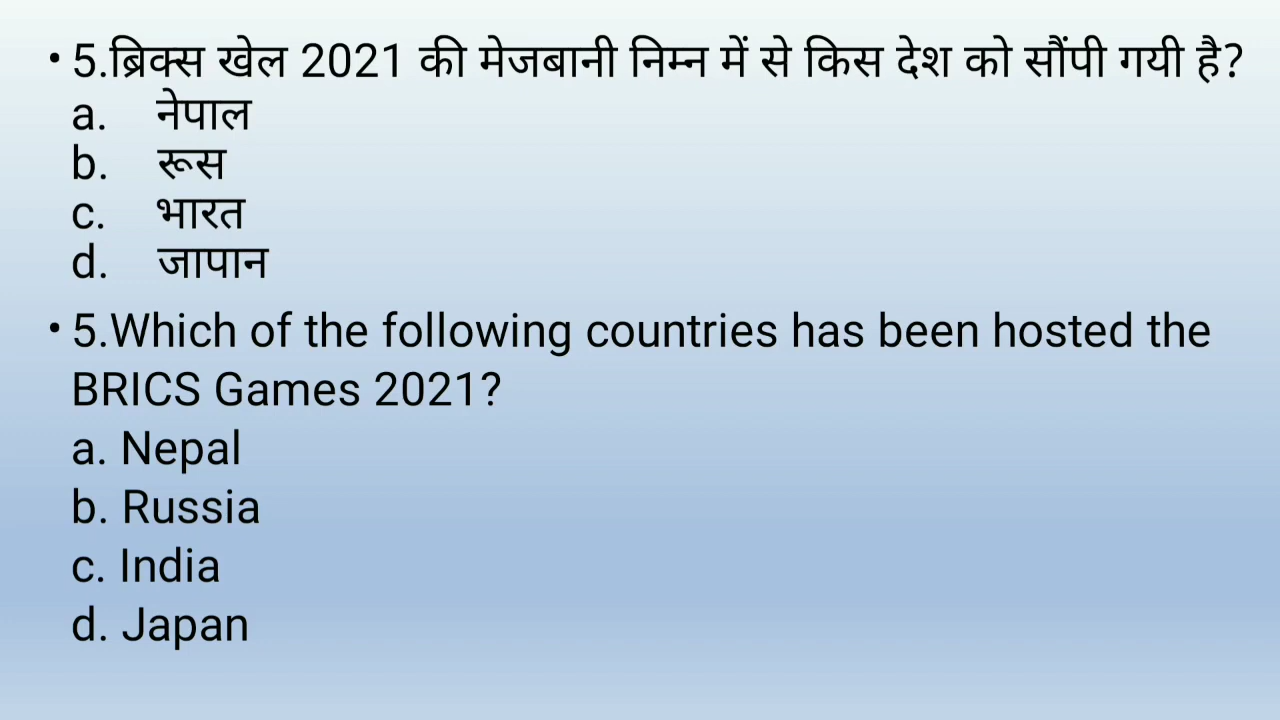 • 5.ब्रिक्स खेल 2021 की मेजबानी निम्न में से किस देश को सौंपी गयी है?
a. नेपाल
b. रूस
c. भारत
d. जापान
• 5.Which of the following countries has been hosted the
BRICS Games 2021?
a. Nepal
b. Russia
c. India
d. Japan